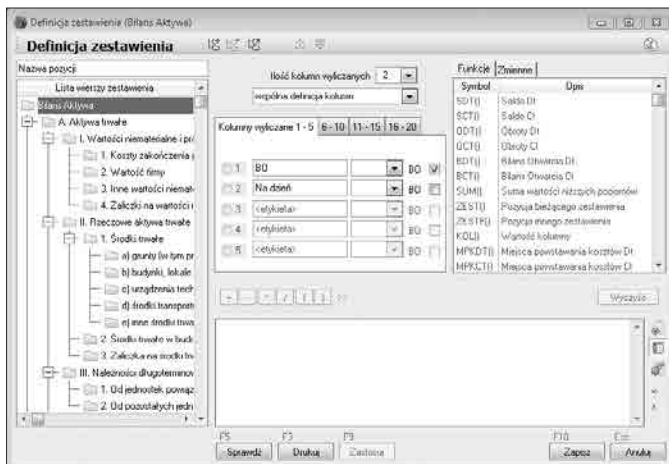 Definicja zestawienia (Bilans Aktywa)
Definicja zestawienia
Nazwa pozycji
Lista wierszy zestawienia
Bilans Aktywa
A. Aktywa trwałe
I. Wartości niematerialne i pra
1. Koszty zakończenia p
2. Wartość firmy
3. Inne wartości niemate
4. Zaliczki na wartości n
II. Rzeczowe aktywa trwałe
1. Środki trwałe
a) grunty (w tym pr
b) budynki, lokale
c) urządzenia tech
d) środki transportu
e) inne środki trwa
2. Środki trwałe w budo
3. Zaliczka na środki trw
III. Należności długoterminow
1. Od jednostek powiąz
2. Od pozostałych jedn
Ilość kolumn wyliczanych 2
wspólna definicja kolumn
Kolumny wyliczane 1 - 5 6 - 10 11 - 15 16 - 20
1 BO BO
2 Na dzień BO
3 <etykieta> BO
4 <etykieta> BO
5 <etykieta> BO
Funkcje Zmienne
Symbol Opis
SDT() Saldo Dt
SCT() Saldo Ct
ODT() Obroty Dt
OCT() Obroty Ct
BDT() Bilans Otwarcia Dt
BCT() Bilans Otwarcia Ct
SUM() Suma wartości niższych poziomów
ZEST() Pozycja bieżącego zestawienia
ZESTP() Pozycja innego zestawienia
KOL() Wartość kolumny
MPKDT() Miejsca powstawania kosztów Dt
MPKCT() Miejsca powstawania kosztów Ct
+ - * / ( )
Wyczyść
F5 F3 F9 F10 Esc
Sprawdź Drukuj Zastosuj Zapisz Anuluj